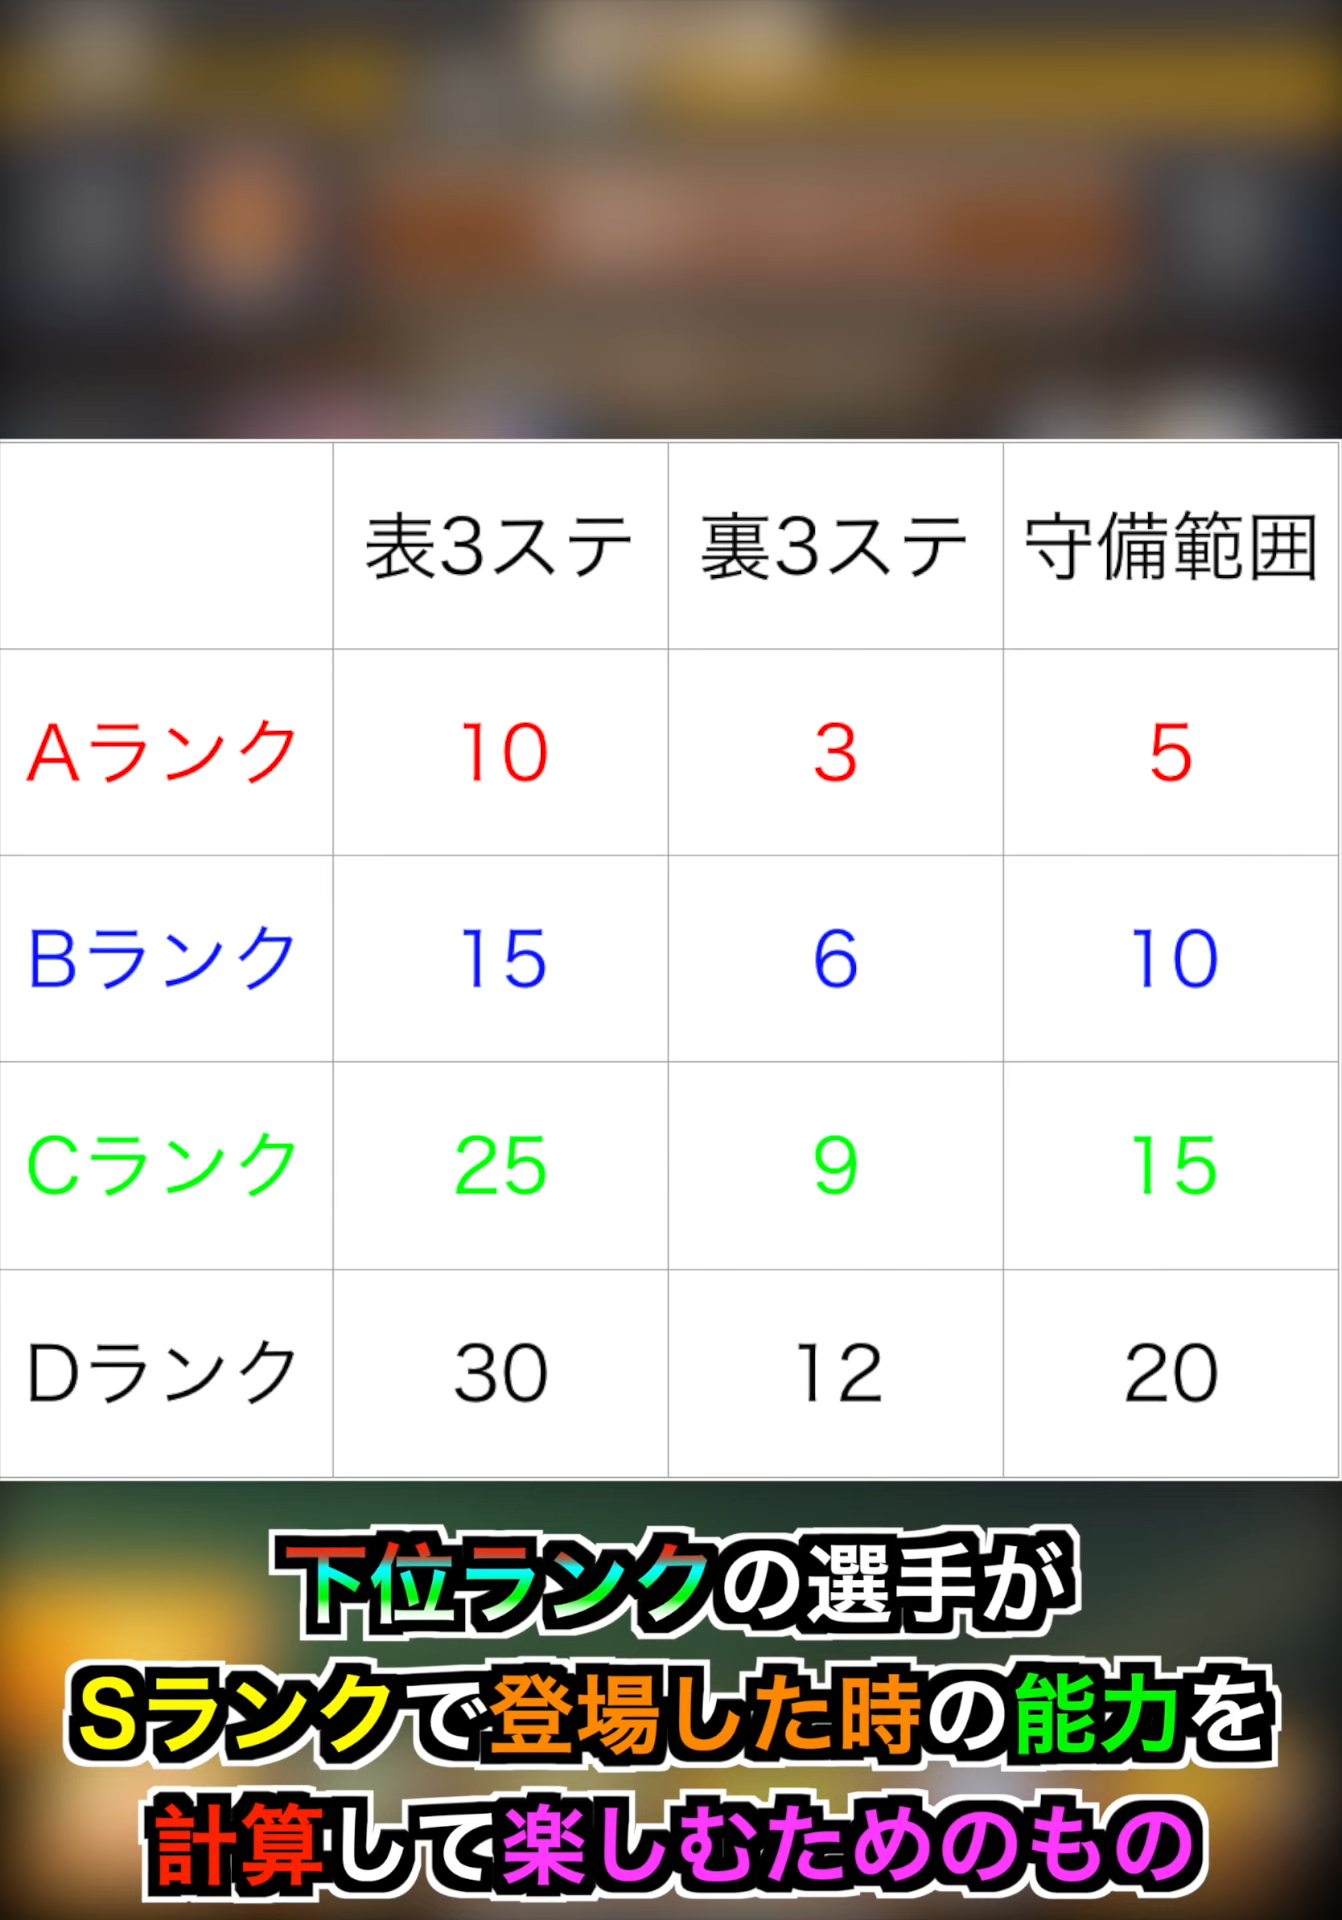 表3ステ 裏3ステ 守備範囲
Aランク 10 3 5
Bランク 15 6 10
Cランク 25 9 15
Dランク 30 12 20
下位ランクの選手が
Sランクで登場した時の能力を
計算して楽しむためのもの